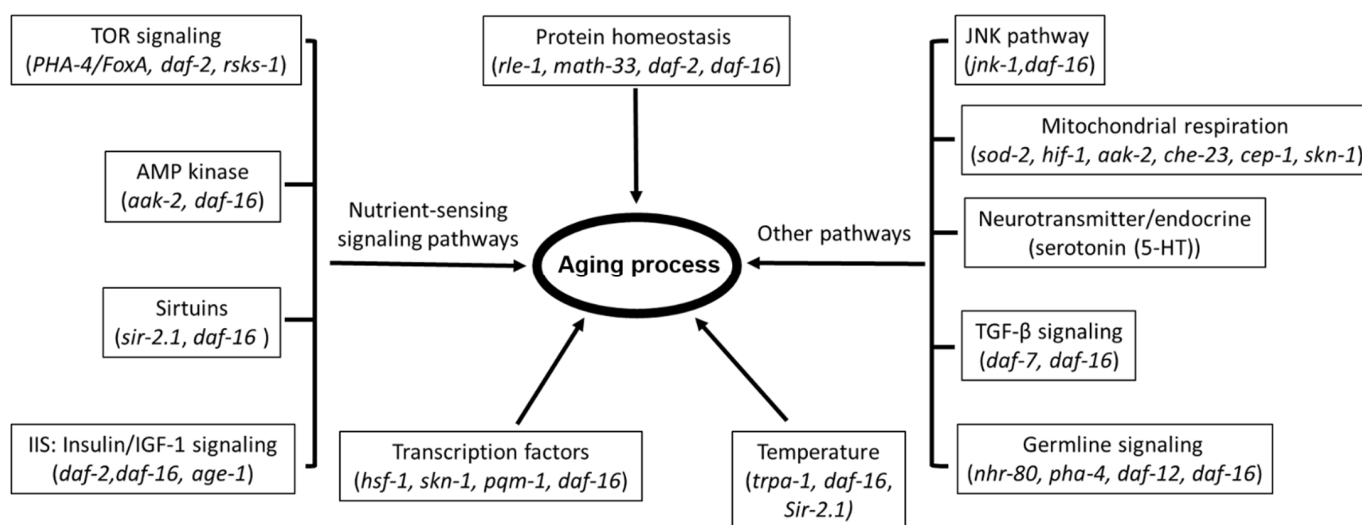 TOR signaling
(PHA-4/FoxA, daf-2, rsks-1)
Protein homeostasis
(rle-1, math-33, daf-2, daf-16)
JNK pathway
(jnk-1,daf-16)
Mitochondrial respiration
(sod-2, hif-1, aak-2, che-23, cep-1, skn-1)
AMP kinase
(aak-2, daf-16)
Nutrient-sensing
signaling pathways
Aging process
Other pathways
Neurotransmitter/endocrine
(serotonin (5-HT))
Sirtuins
(sir-2.1, daf-16 )
TGF-β signaling
(daf-7, daf-16)
IIS: Insulin/IGF-1 signaling
(daf-2,daf-16, age-1)
Transcription factors
(hsf-1, skn-1, pqm-1, daf-16)
Temperature
(trpa-1, daf-16,
Sir-2.1)
Germline signaling
(nhr-80, pha-4, daf-12, daf-16)